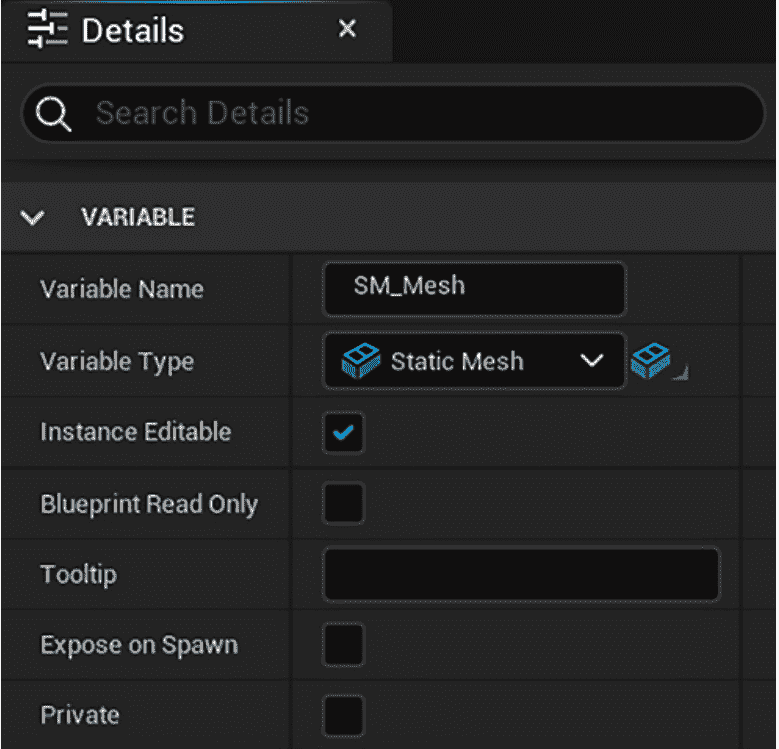 Details
Search Details
VARIABLE
Variable Name SM_Mesh
Variable Type Static Mesh
Instance Editable
Blueprint Read Only
Tooltip
Expose on Spawn
Private